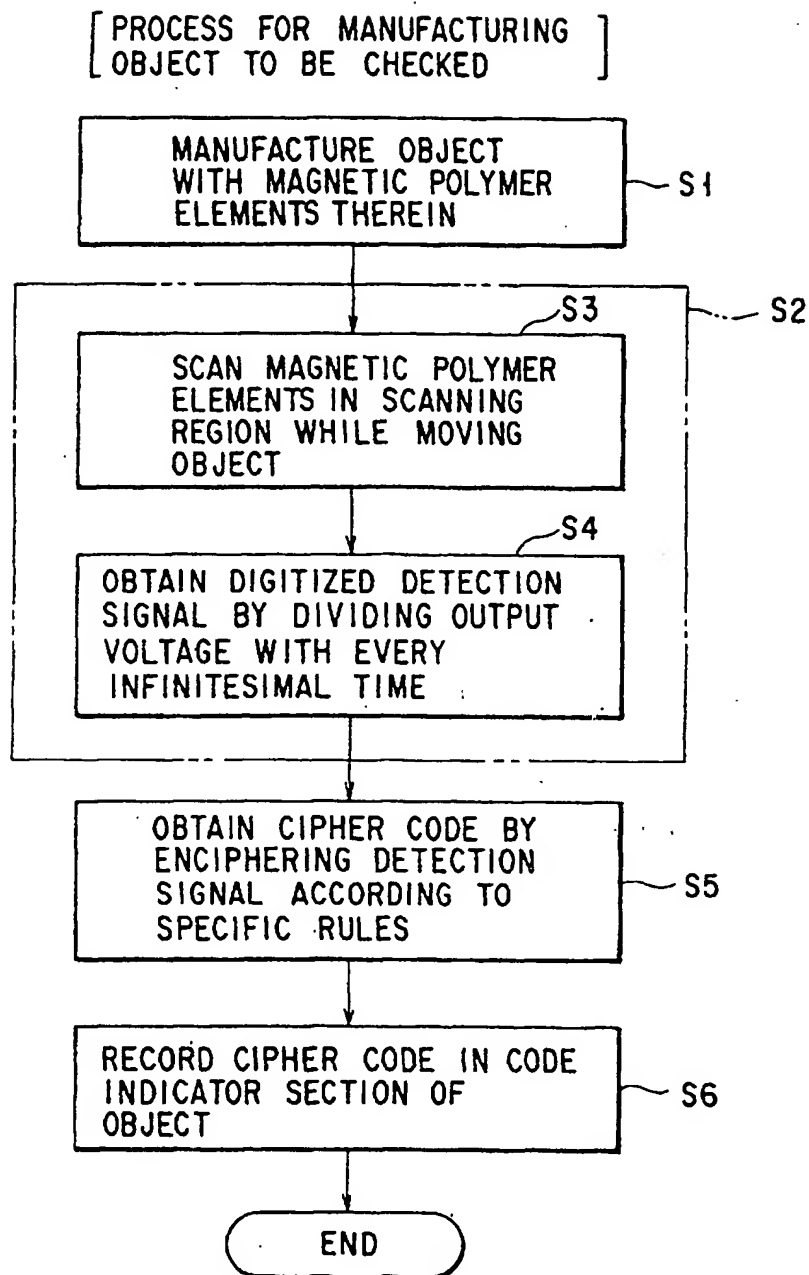 [PROCESS FOR MANUFACTURING
OBJECT TO BE CHECKED]
MANUFACTURE OBJECT
WITH MAGNETIC POLYMER
ELEMENTS THEREIN
S1
S2
S3
SCAN MAGNETIC POLYMER
ELEMENTS IN SCANNING
REGION WHILE MOVING
OBJECT
S4
OBTAIN DIGITIZED DETECTION
SIGNAL BY DIVIDING OUTPUT
VOLTAGE WITH EVERY
INFINITESIMAL TIME
OBTAIN CIPHER CODE BY
ENCIPHERING DETECTION
SIGNAL ACCORDING TO
SPECIFIC RULES
S5
RECORD CIPHER CODE IN CODE
INDICATOR SECTION OF
OBJECT
S6
END